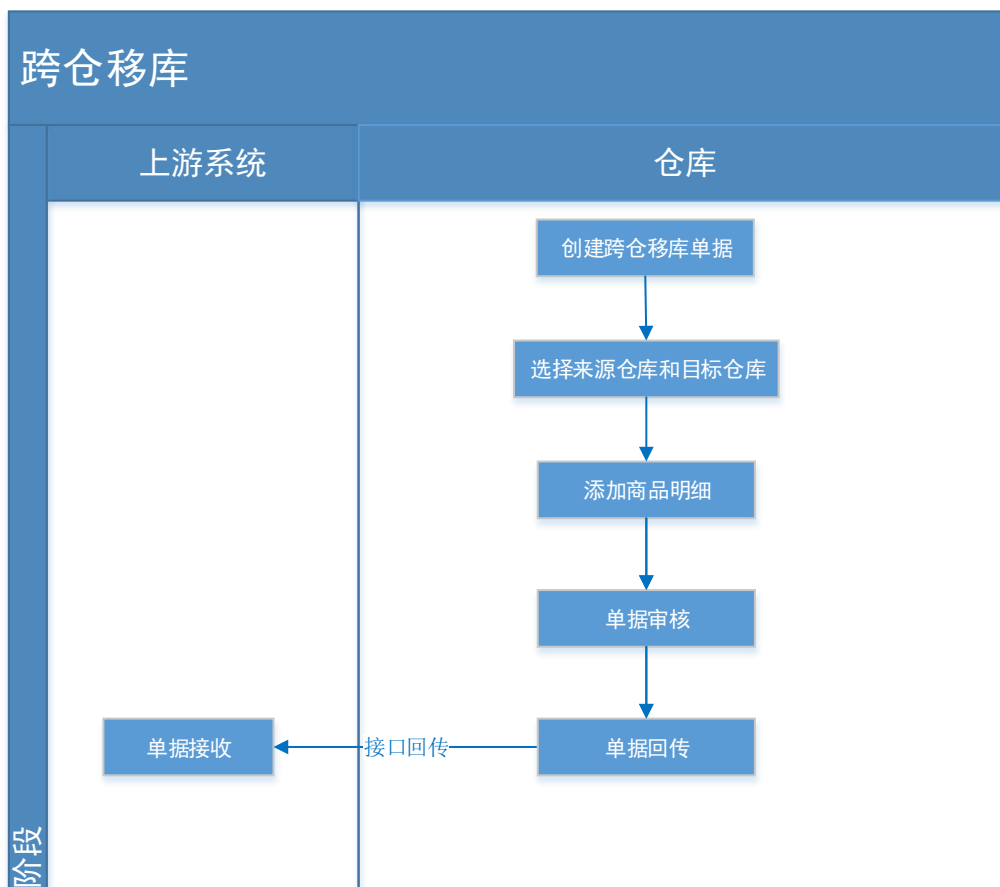 跨仓移库
上游系统
仓库
创建跨仓移库单据
选择来源仓库和目标仓库
添加商品明细
单据审核
单据接收
接口回传
单据回传
阶段